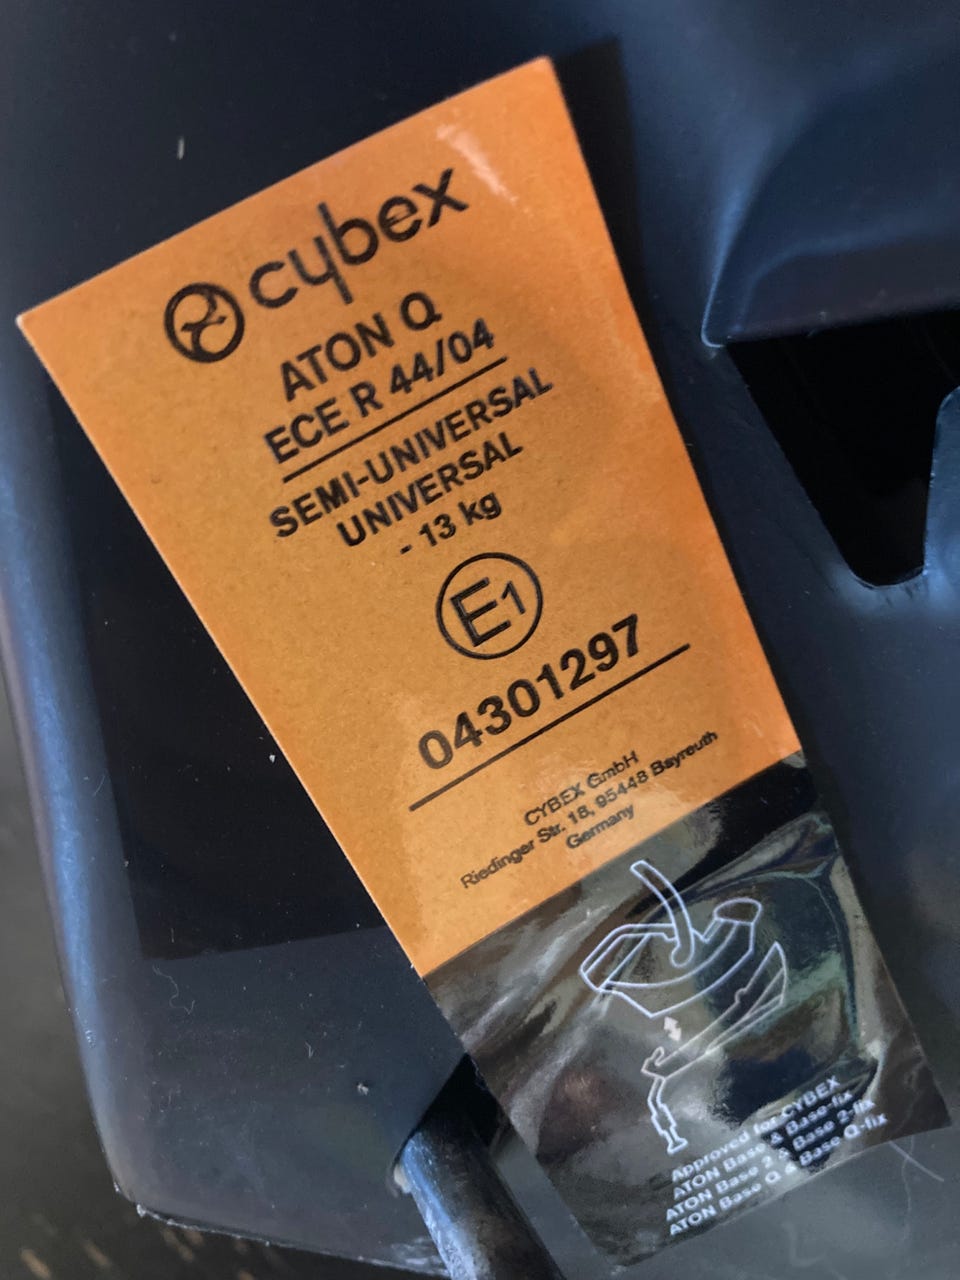 cybex
ATON Q
ECE R 44/04
SEMI-UNIVERSAL
UNIVERSAL
- 13 kg
E1
04301297
CYBEX GmbH
Riedinger Str. 18, 95448 Bayreuth
Germany
Approved for CYBEX
ATON Base & Base-fix
ATON Base 2 & Base 2-fix
ATON Base Q & Base Q-fix